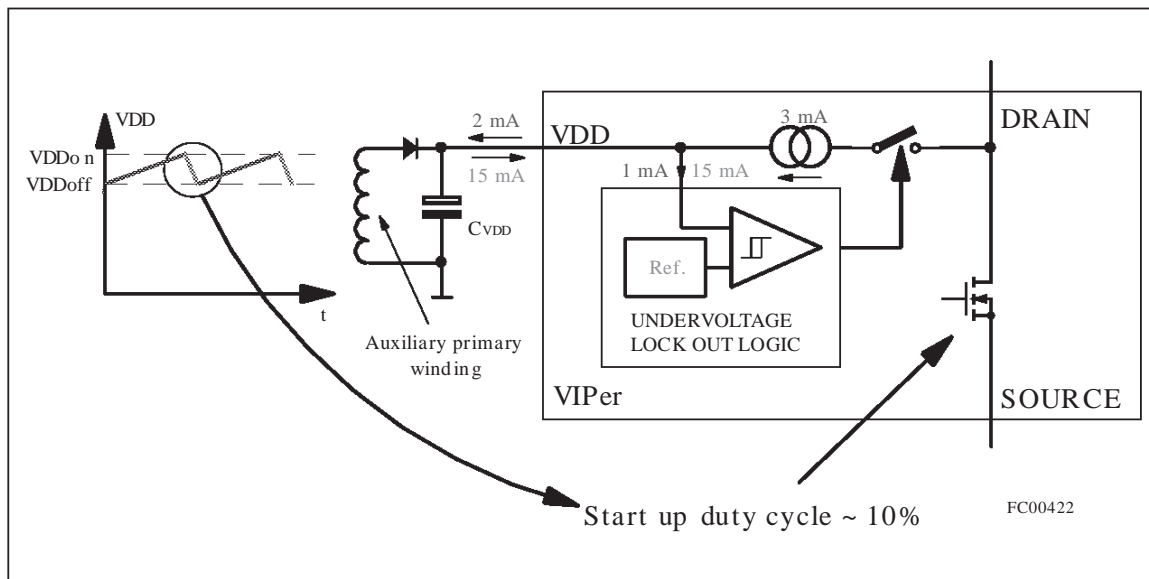 VDD
VDDo n
VDDoff
t
2 mA
15 mA
CVDD
Auxiliary primary
winding
VDD
3 mA
DRAIN
1 mA 15 mA
Ref.
UNDERVOLTAGE
LOCK OUT LOGIC
VIPer
SOURCE
Start up duty cycle ~ 10%
FC00422